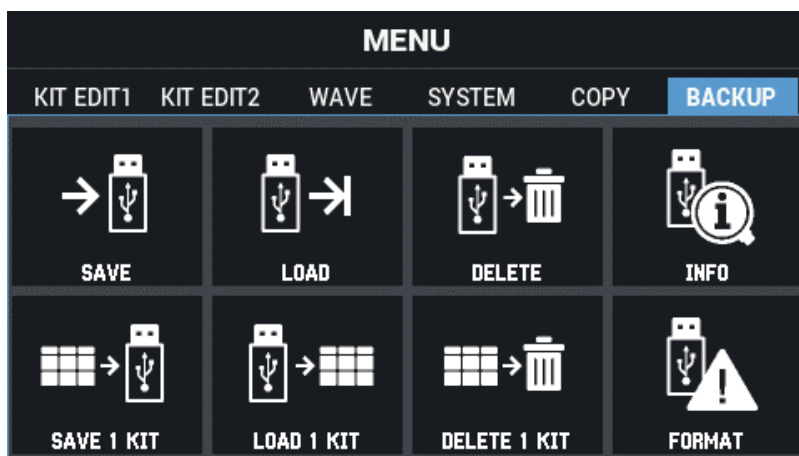 MENU
KIT EDIT1 KIT EDIT2 WAVE SYSTEM COPY BACKUP
SAVE LOAD DELETE INFO
SAVE 1 KIT LOAD 1 KIT DELETE 1 KIT FORMAT